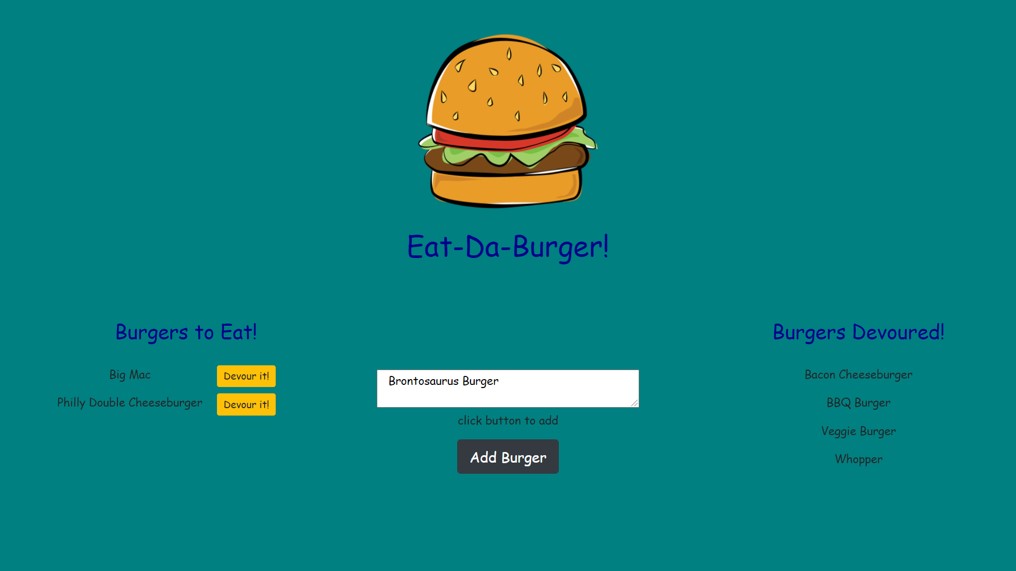 Eat-Da-Burger!
Burgers to Eat!
Big Mac
Devour it!
Philly Double Cheeseburger
Devour it!
Brontosaurus Burger
click button to add
Add Burger
Burgers Devoured!
Bacon Cheeseburger
BBQ Burger
Veggie Burger
Whopper